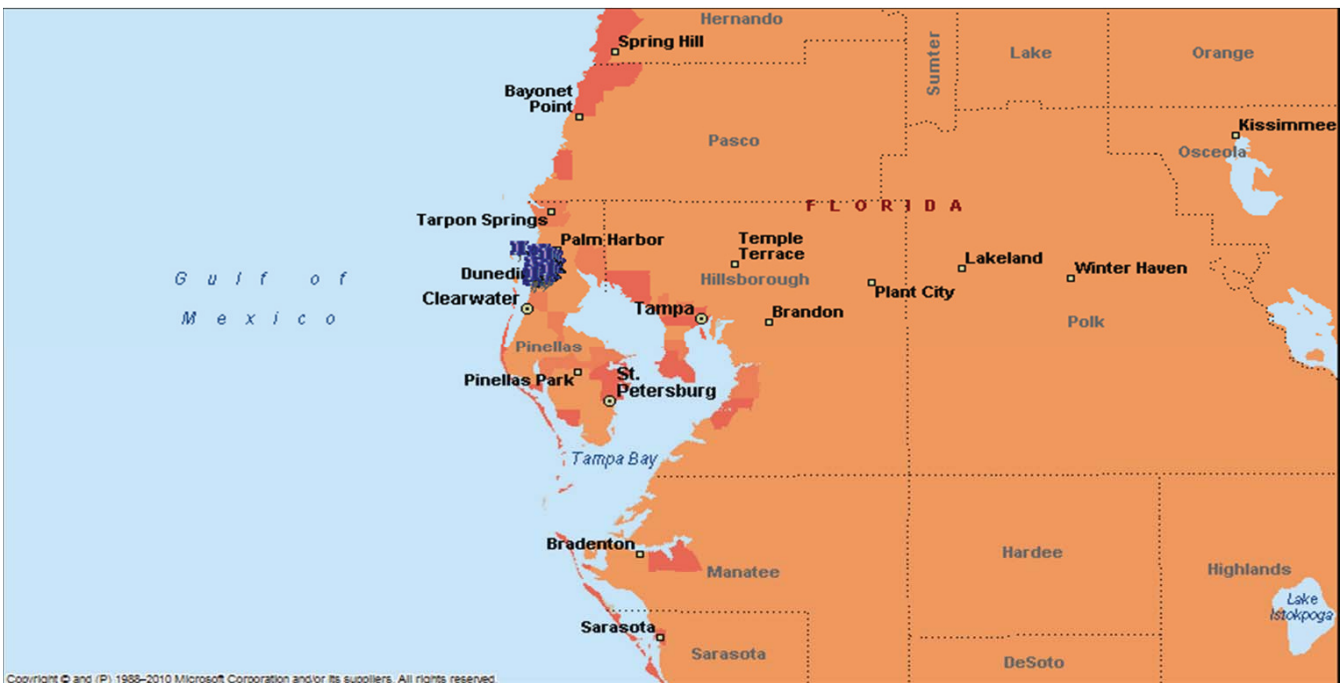 Hernando
Spring Hill
Sumter
Lake
Orange
Bayonet
Point
Kissimmee
Pasco
Osceola
FLORIDA
Tarpon Springs
Palm Harbor
Temple
Terrace
Lakeland
Winter Haven
Gulf of
Mexico
Dunedi
Hillsborough
Plant City
Clearwater
Tampa
Brandon
Polk
Pinellas
Pinellas Park
St.
Petersburg
Tampa Bay
Bradenton
Manatee
Hardee
Highlands
Lake
Istokpoga
Sarasota
Sarasota
DeSoto
Copyright © and (P) 1988–2010 Microsoft Corporation and/or its suppliers. All rights reserved.